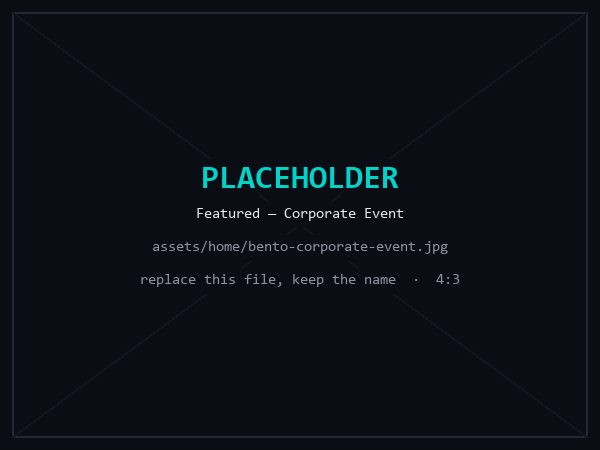 PLACEHOLDER
Featured — Corporate Event
assets/home/bento-corporate-event.jpg
replace this file, keep the name · 4:3